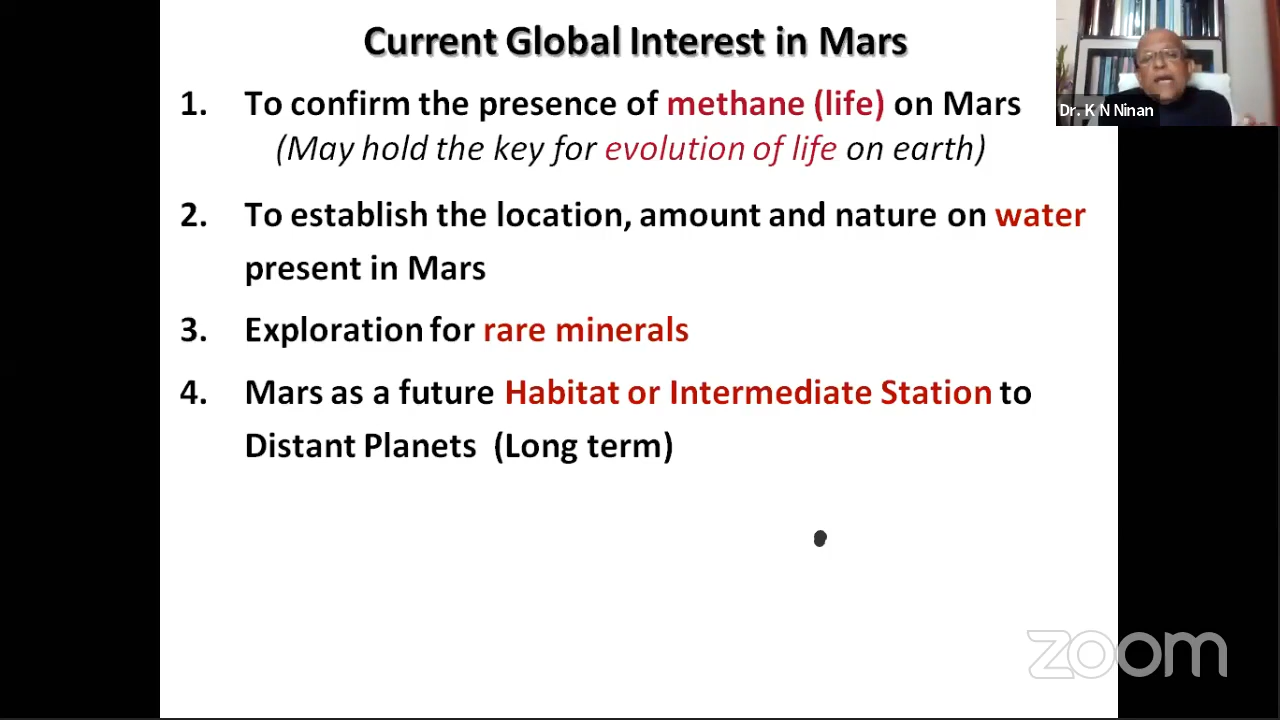 Current Global Interest in Mars
Dr. K N Ninan
1. To confirm the presence of methane (life) on Mars
(May hold the key for evolution of life on earth)
2. To establish the location, amount and nature on water
present in Mars
3. Exploration for rare minerals
4. Mars as a future Habitat or Intermediate Station to
Distant Planets (Long term)
zoom